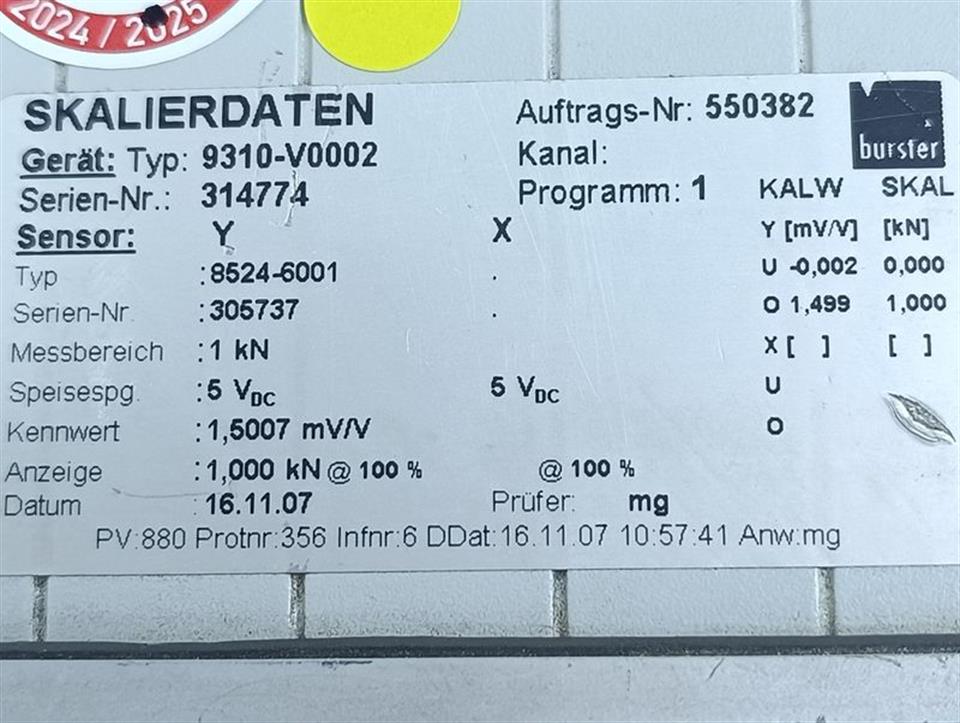 2024 / 2025
SKALIERDATEN Auftrags-Nr: 550382 burster
Gerät: Typ: 9310-V0002 Kanal:
Serien-Nr.: 314774 Programm: 1 KALW SKAL
Sensor: Y X Y [mV/V] [kN]
Typ :8524-6001 . U -0,002 0,000
Serien-Nr. :305737 . O 1,499 1,000
Messbereich :1 kN X [ ] [ ]
Speisespg. :5 VDC 5 VDC U
Kennwert :1,5007 mV/V O
Anzeige :1,000 kN @ 100 % @ 100 %
Datum : 16.11.07 Prüfer: mg
PV:880 Protnr:356 Infnr:6 DDat:16.11.07 10:57:41 Anw:mg